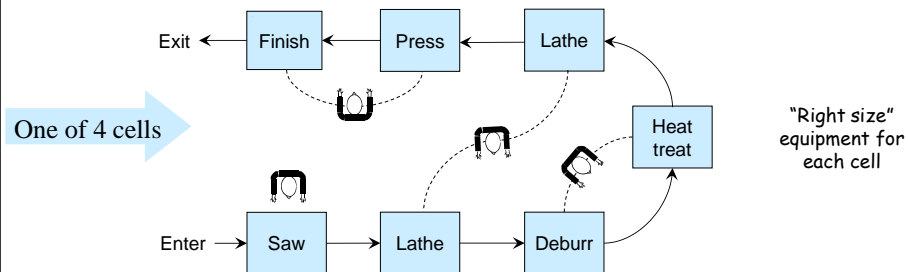 Exit
Finish
Press
Lathe
One of 4 cells
Heat
treat
“Right size”
equipment for
each cell
Enter
Saw
Lathe
Deburr